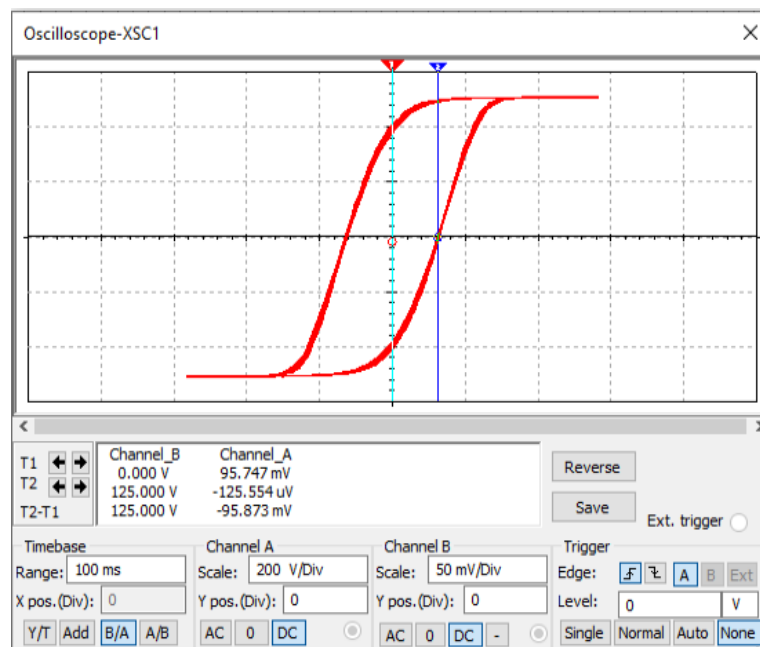 Oscilloscope-XSC1
1 2
T1
T2
T2-T1
Channel_B Channel_A
0.000 V 95.747 mV
125.000 V -125.554 uV
125.000 V -95.873 mV
Reverse
Save
Ext. trigger
Timebase
Range: 100 ms
X pos.(Div): 0
Y/T Add B/A A/B
Channel A
Scale: 200 V/Div
Y pos.(Div): 0
AC 0 DC
Channel B
Scale: 50 mV/Div
Y pos.(Div): 0
AC 0 DC -
Trigger
Edge: A B Ext
Level: 0 V
Single Normal Auto None